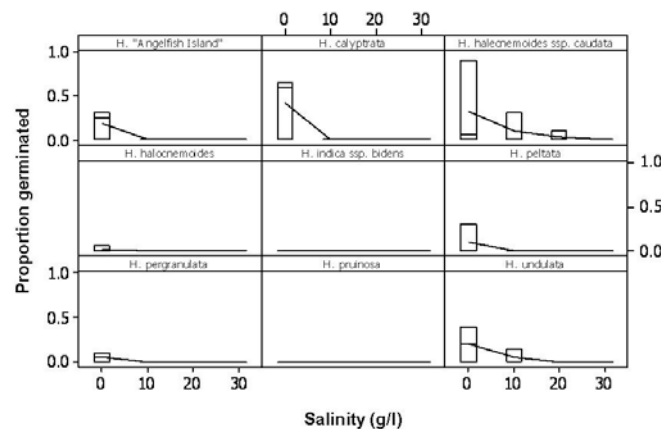 0 10 20 30
H. "Angelfish Island" H. calyptrata H. halecnemoides ssp. caudata
1.0
0.5
0.0
H. halocnemoides H. indica ssp. bidens H. peltata
1.0
0.5
0.0
H. pergranulata H. pruinosa H. undulata
1.0
0.5
0.0
0 10 20 30 0 10 20 30
Proportion germinated
Salinity (g/l)